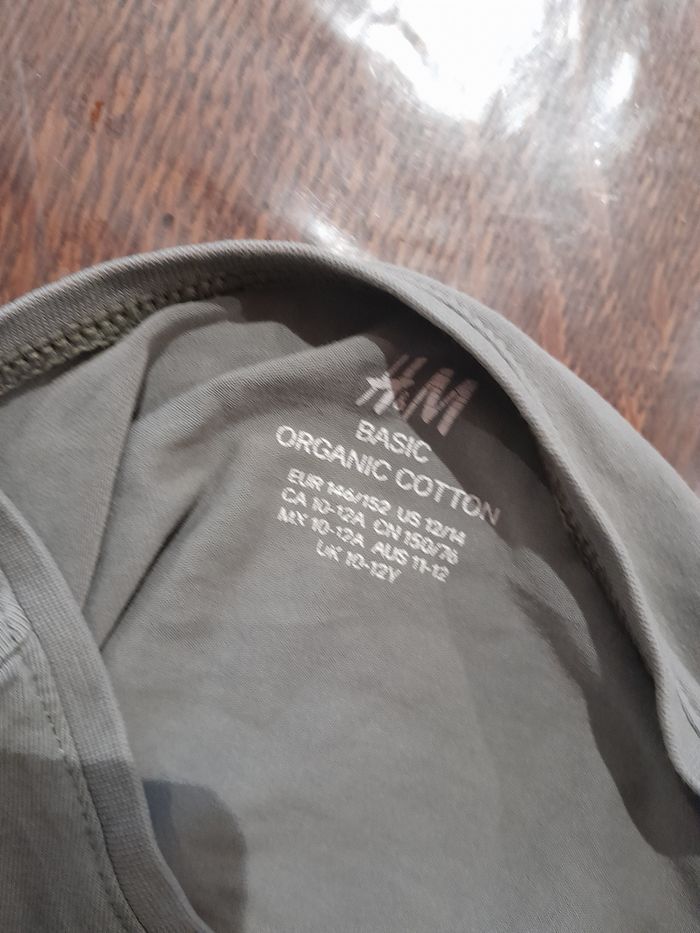 H&M
BASIC
ORGANIC COTTON
EUR 146/152 US 12/14
CA 10-12A CN 150/76
MX 10-12A AUS 11-12
UK 10-12Y